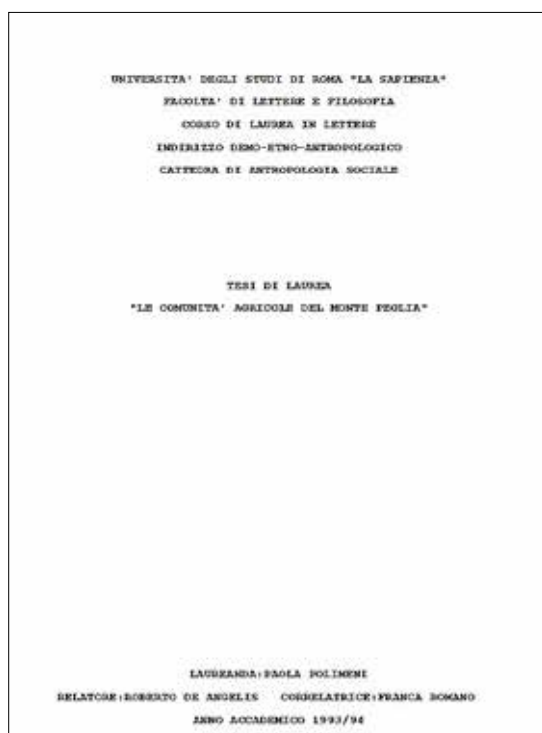 UNIVERSITA' DEGLI STUDI DI ROMA "LA SAPIENZA"
FACOLTA' DI LETTERE E FILOSOFIA
CORSO DI LAUREA IN LETTERE
INDIRIZZO DEMO-ETNO-ANTROPOLOGICO
CATTEDRA DI ANTROPOLOGIA SOCIALE
TESI DI LAUREA
"LE COMUNITA' AGRICOLE DEL MONTE PEGLIA"
LAUREANDA:PAOLA POLIMENI
RELATORE:ROBERTO DE ANGELIS CORRELATRICE:FRANCA ROMANO
ANNO ACCADEMICO 1993/94